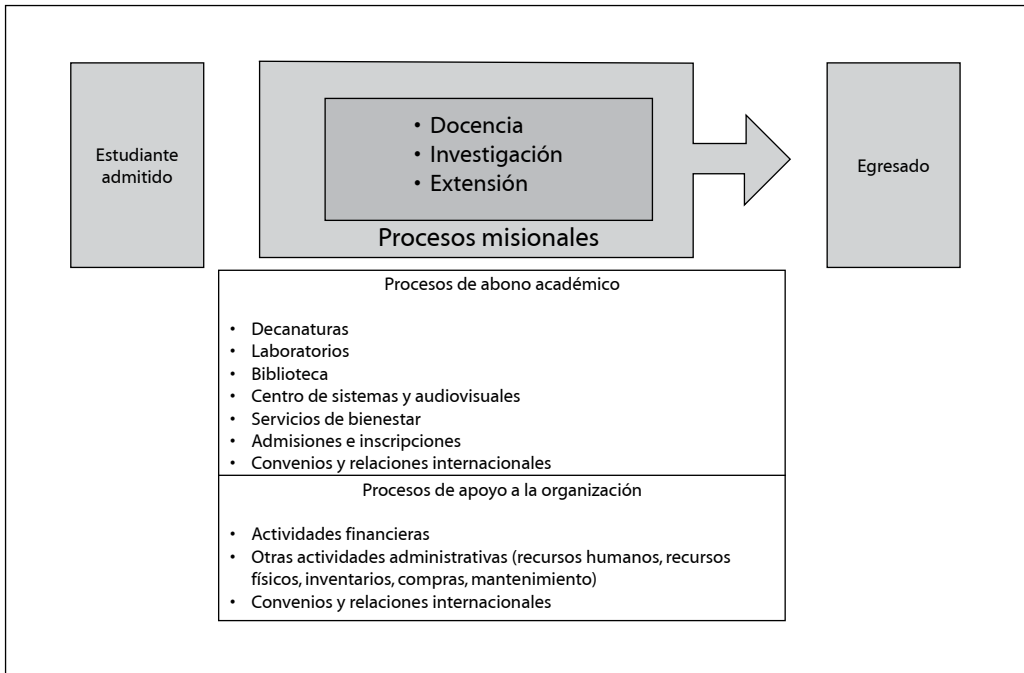 Estudiante
admitido
• Docencia
• Investigación
• Extensión
Procesos misionales
Egresado
Procesos de abono académico
• Decanaturas
• Laboratorios
• Biblioteca
• Centro de sistemas y audiovisuales
• Servicios de bienestar
• Admisiones e inscripciones
• Convenios y relaciones internacionales
Procesos de apoyo a la organización
• Actividades financieras
• Otras actividades administrativas (recursos humanos, recursos
físicos, inventarios, compras, mantenimiento)
• Convenios y relaciones internacionales